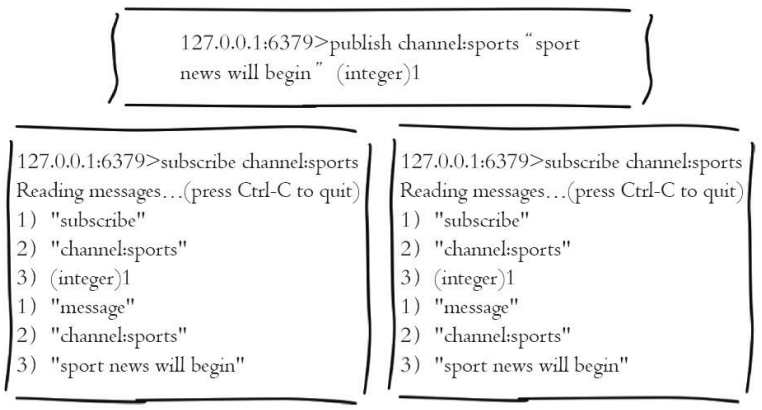 127.0.0.1:6379>publish channel:sports “sport
news will begin” (integer)1
127.0.0.1:6379>subscribe channel:sports
Reading messages...(press Ctrl-C to quit)
1) "subscribe"
2) "channel:sports"
3) (integer)1
1) "message"
2) "channel:sports"
3) "sport news will begin"
127.0.0.1:6379>subscribe channel:sports
Reading messages...(press Ctrl-C to quit)
1) "subscribe"
2) "channel:sports"
3) (integer)1
1) "message"
2) "channel:sports"
3) "sport news will begin"